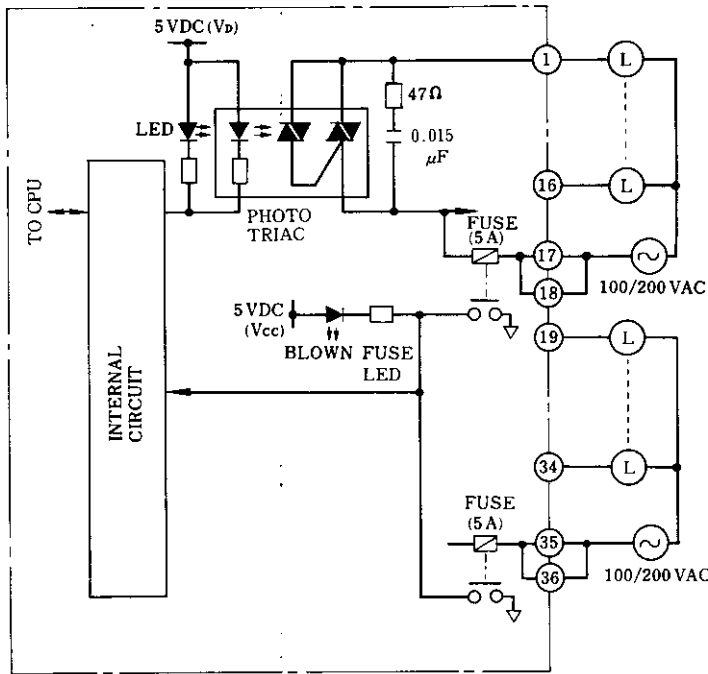 5 VDC (VD)
LED
47Ω
0.015
μF
PHOTO
TRIAC
TO CPU
INTERNAL
CIRCUIT
1
L
16
L
FUSE
(5 A)
17
18
100/200 VAC
5 VDC
(Vcc)
BLOWN FUSE
LED
19
L
34
L
FUSE
(5 A)
35
36
100/200 VAC